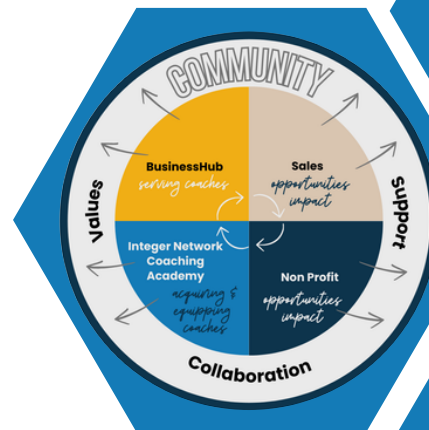 COMMUNITY
BusinessHub
serving coaches
Sales
opportunities
impact
Values
Support
Integer Network
Coaching
Academy
acquiring &
equipping
coaches
Non Profit
opportunities
impact
Collaboration